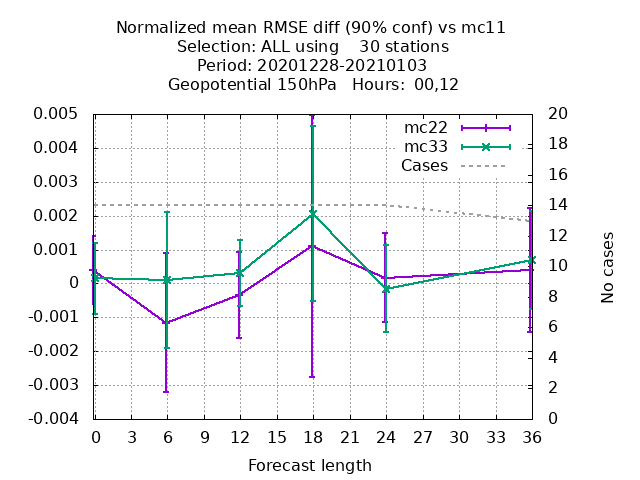 Normalized mean RMSE diff (90% conf) vs mc11
Selection: ALL using    30 stations
Period: 20201228-20210103
Geopotential 150hPa   Hours:  00,12
mc22
mc33
Cases
0.005
0.004
0.003
0.002
0.001
0
-0.001
-0.002
-0.003
-0.004
20
18
16
14
12
10
8
6
4
2
0
No cases
0 3 6 9 12 15 18 21 24 27 30 33 36
Forecast length